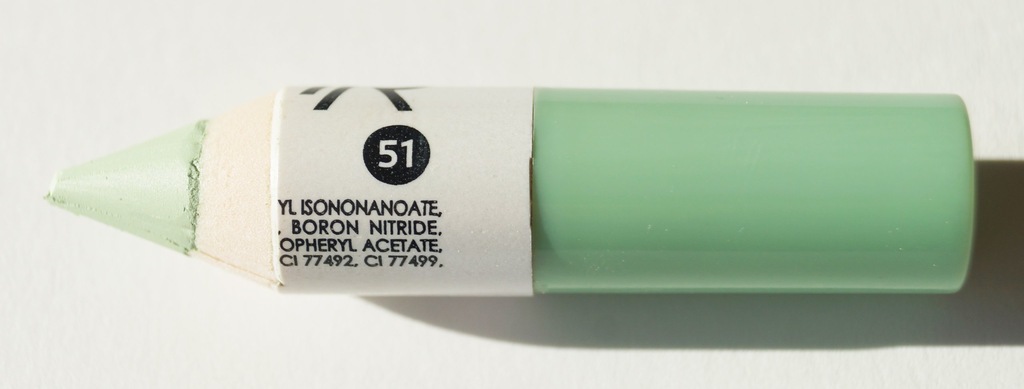 51
YL ISONONANOATE,
, BORON NITRIDE,
OPHERYL ACETATE,
CI 77492, CI 77499,